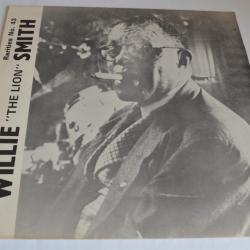 WILLIE
"THE LION"
SMITH
Rarities No. 43